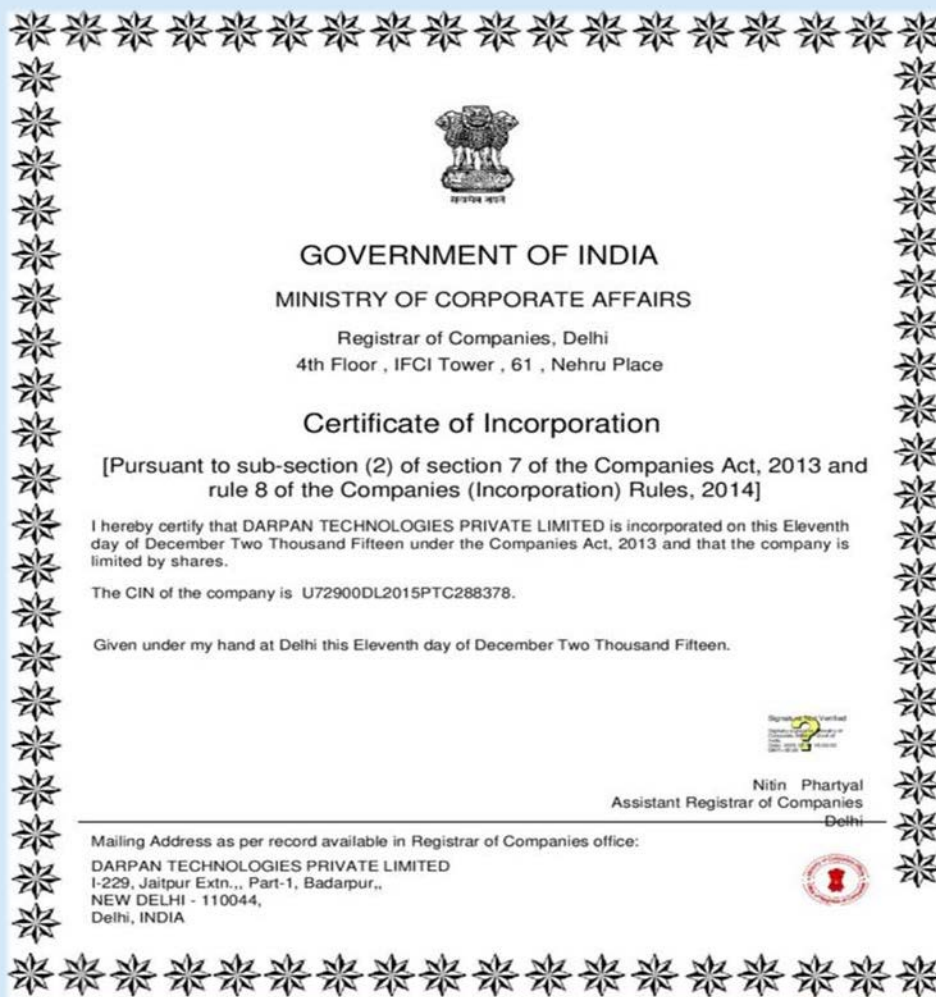 सत्यमेव जयते
GOVERNMENT OF INDIA
MINISTRY OF CORPORATE AFFAIRS
Registrar of Companies, Delhi
4th Floor , IFCI Tower , 61 , Nehru Place
Certificate of Incorporation
[Pursuant to sub-section (2) of section 7 of the Companies Act, 2013 and
rule 8 of the Companies (Incorporation) Rules, 2014]
I hereby certify that DARPAN TECHNOLOGIES PRIVATE LIMITED is incorporated on this Eleventh
day of December Two Thousand Fifteen under the Companies Act, 2013 and that the company is
limited by shares.
The CIN of the company is U72900DL2015PTC288378.
Given under my hand at Delhi this Eleventh day of December Two Thousand Fifteen.
Signature Not Verified
?
Nitin Phartyal
Assistant Registrar of Companies
Delhi
Mailing Address as per record available in Registrar of Companies office:
DARPAN TECHNOLOGIES PRIVATE LIMITED
I-229, Jaitpur Extn.,, Part-1, Badarpur,,
NEW DELHI - 110044,
Delhi, INDIA